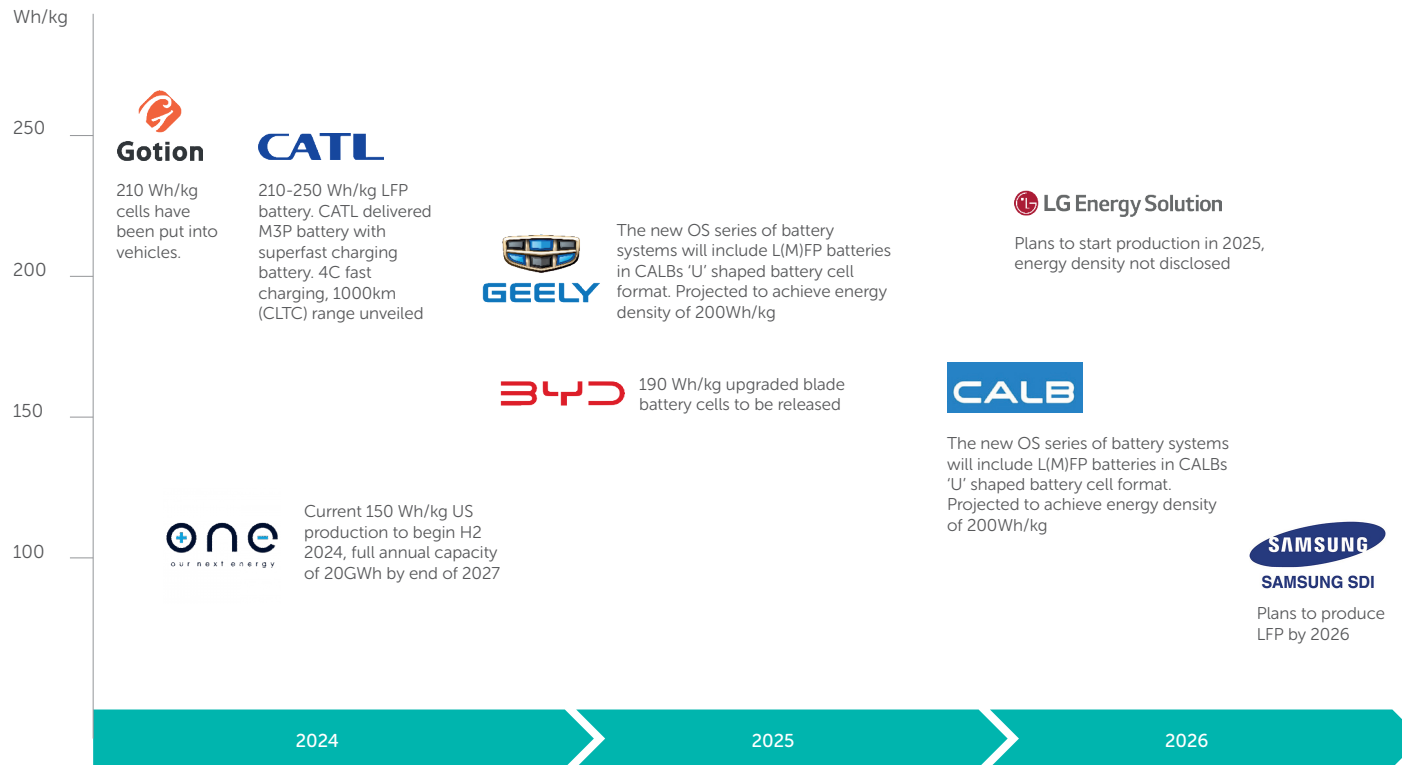 Wh/kg
250
200
150
100
Gotion
210 Wh/kg
cells have
been put into
vehicles.
CATL
210-250 Wh/kg LFP
battery. CATL delivered
M3P battery with
superfast charging
battery. 4C fast
charging, 1000km
(CLTC) range unveiled
GEELY
The new OS series of battery
systems will include L(M)FP batteries
in CALBs ‘U’ shaped battery cell
format. Projected to achieve energy
density of 200Wh/kg
LG Energy Solution
Plans to start production in 2025,
energy density not disclosed
BYD
190 Wh/kg upgraded blade
battery cells to be released
CALB
The new OS series of battery systems
will include L(M)FP batteries in CALBs
‘U’ shaped battery cell format.
Projected to achieve energy density
of 200Wh/kg
one
our next energy
Current 150 Wh/kg US
production to begin H2
2024, full annual capacity
of 20GWh by end of 2027
SAMSUNG
SAMSUNG SDI
Plans to produce
LFP by 2026
2024
2025
2026